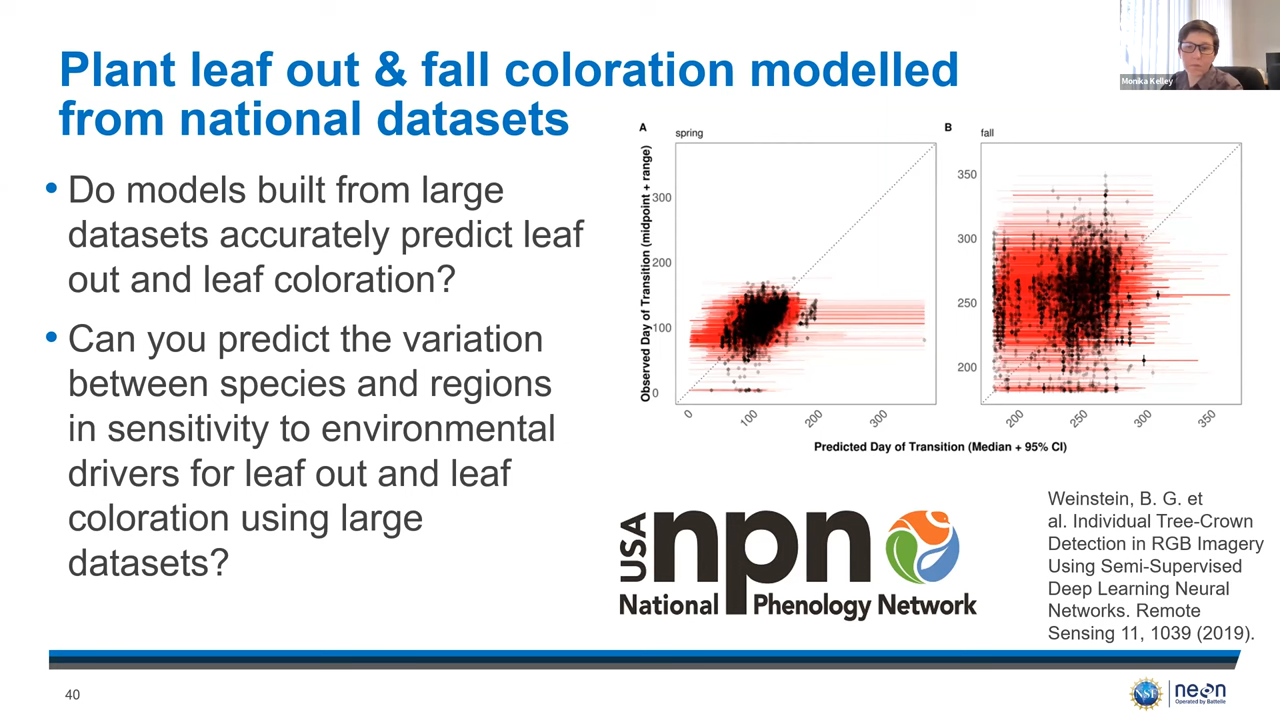 Plant leaf out & fall coloration modelled
from national datasets
Monika Kelley
• Do models built from large
datasets accurately predict leaf
out and leaf coloration?
• Can you predict the variation
between species and regions
in sensitivity to environmental
drivers for leaf out and leaf
coloration using large
datasets?
A
spring
Observed Day of Transition (midpoint + range)
300
200
100
0
0
100
200
300
B
fall
350
300
250
200
200
250
300
350
Predicted Day of Transition (Median + 95% CI)
USA
npn
National Phenology Network
Weinstein, B. G. et
al. Individual Tree-Crown
Detection in RGB Imagery
Using Semi-Supervised
Deep Learning Neural
Networks. Remote
Sensing 11, 1039 (2019).
40
NSF
neon
Operated by Battelle